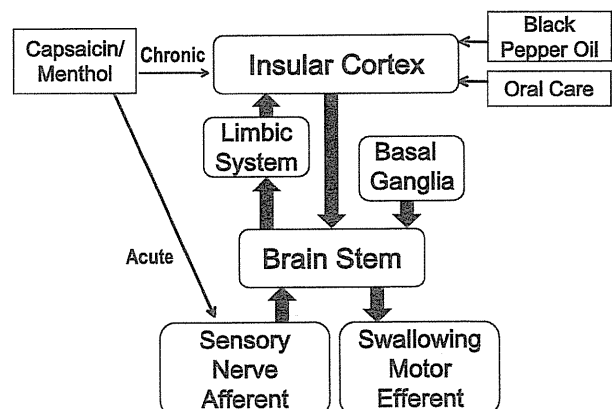 Capsaicin/
Menthol
Chronic
Insular Cortex
Black
Pepper Oil
Oral Care
Limbic
System
Basal
Ganglia
Acute
Brain Stem
Sensory
Nerve
Afferent
Swallowing
Motor
Efferent